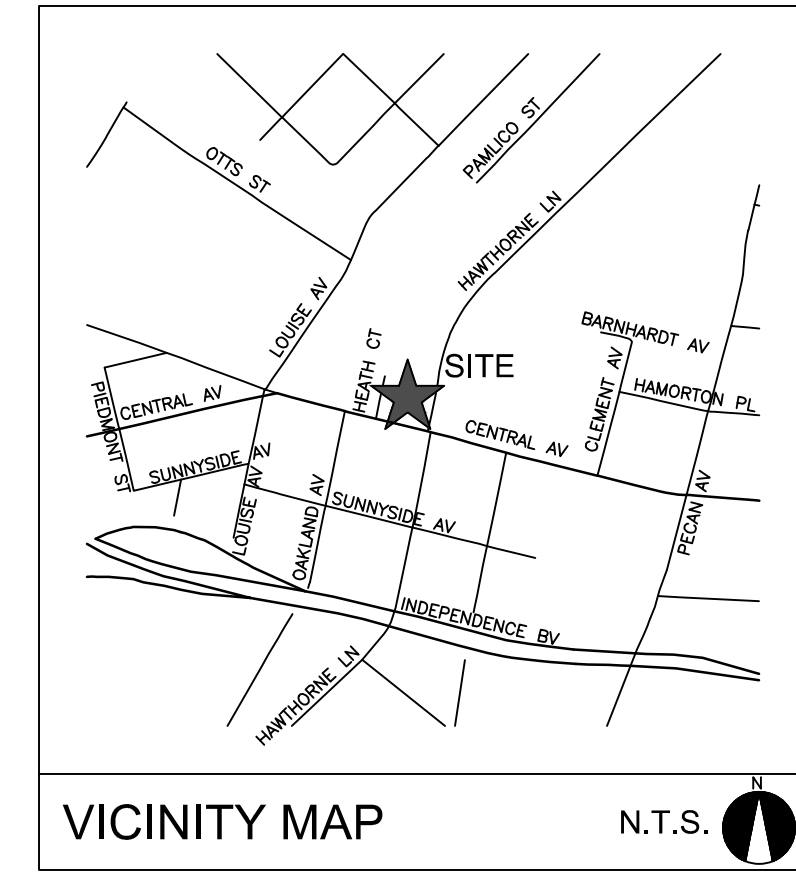 PAMLICO ST
OTTS ST
HAWTHORNE LN
LOUISE AV
BARNHARDT AV
HEATH CT
SITE
CLEMENT AV
HAMORTON PL
PIEDMONT ST
CENTRAL AV
CENTRAL AV
SUNNYSIDE AV
LOUISE AV
OAKLAND AV
SUNNYSIDE AV
PECAN AV
INDEPENDENCE BV
HAWTHORNE LN
VICINITY MAP
N.T.S.
N